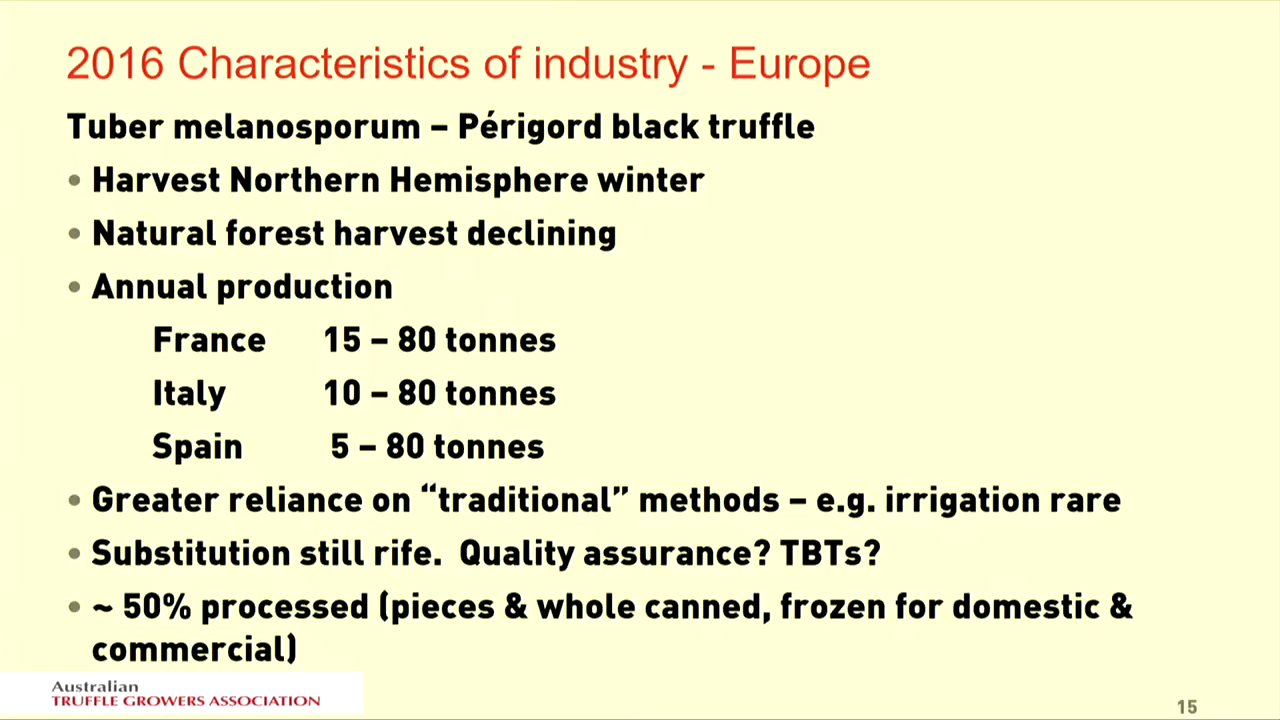 2016 Characteristics of industry - Europe
Tuber melanosporum – Périgord black truffle
• Harvest Northern Hemisphere winter
• Natural forest harvest declining
• Annual production
France 15 – 80 tonnes
Italy 10 – 80 tonnes
Spain 5 – 80 tonnes
• Greater reliance on “traditional” methods – e.g. irrigation rare
• Substitution still rife. Quality assurance? TBTs?
• ~ 50% processed (pieces & whole canned, frozen for domestic &
commercial)
Australian
TRUFFLE GROWERS ASSOCIATION
15